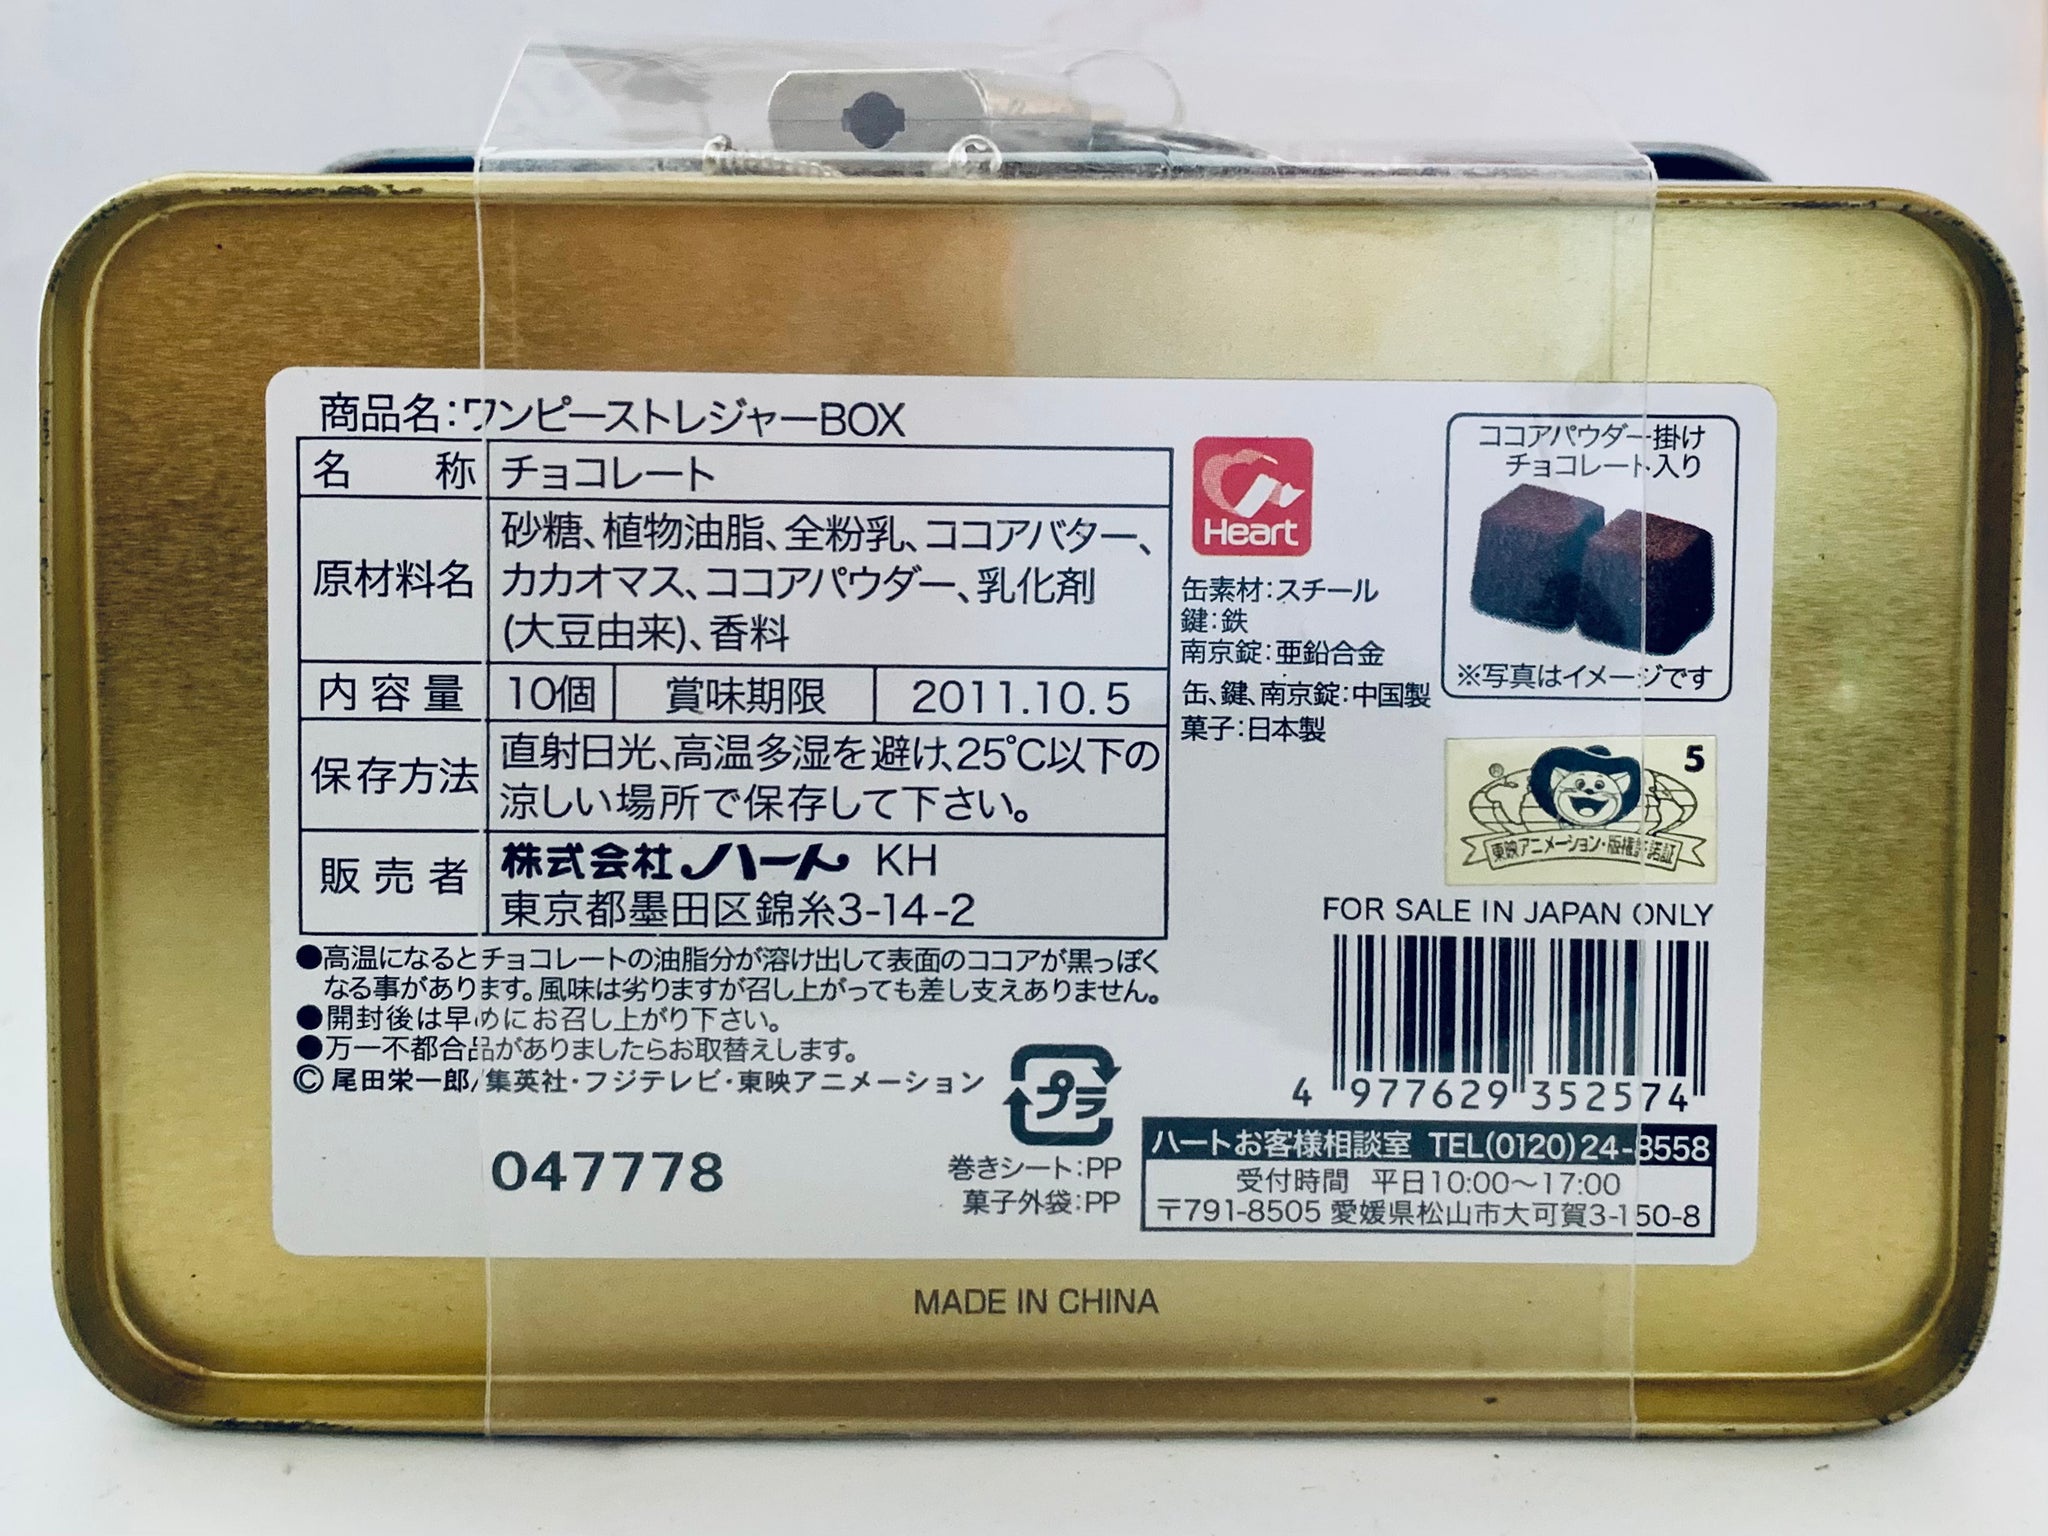 商品名:ワンピーストレジャーBOX
名 称 チョコレート
原材料名 砂糖、植物油脂、全粉乳、ココアバター、
カカオマス、ココアパウダー、乳化剤
(大豆由来)、香料
内容量 10個 賞味期限 2011.10.5
保存方法 直射日光、高温多湿を避け、25℃以下の
涼しい場所で保存して下さい。
販売者 株式会社ハート KH
東京都墨田区錦糸3-14-2
●高温になるとチョコレートの油脂分が溶け出して表面のココアが黒っぽく
なる事があります。風味は劣りますが召し上がっても差し支えありません。
●開封後は早めにお召し上がり下さい。
●万一不都合品がありましたらお取替えします。
© 尾田栄一郎/集英社・フジテレビ・東映アニメーション
047778
プラ
巻きシート:PP
菓子外袋:PP
Heart
缶素材:スチール
鍵:鉄
南京錠:亜鉛合金
缶、鍵、南京錠:中国製
菓子:日本製
ココアパウダー掛け
チョコレート入り
※写真はイメージです
® 5
東映アニメーション・版権許諾証
FOR SALE IN JAPAN ONLY
4 977629 352574
ハートお客様相談室 TEL(0120)24-8558
受付時間 平日10:00〜17:00
〒791-8505 愛媛県松山市大可賀3-150-8
MADE IN CHINA